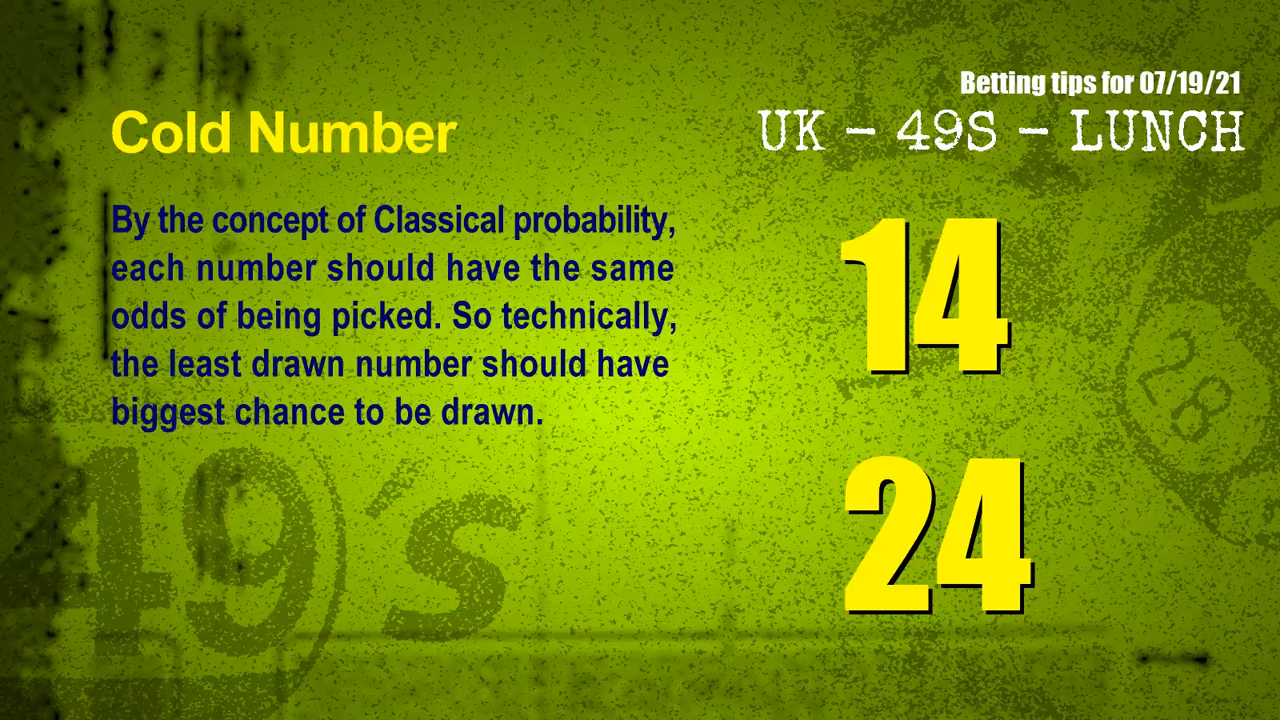 Betting tips for 07/19/21
Cold Number
UK - 49S - LUNCH
By the concept of Classical probability,
each number should have the same
odds of being picked. So technically,
the least drawn number should have
biggest chance to be drawn.
14
24
28
49's